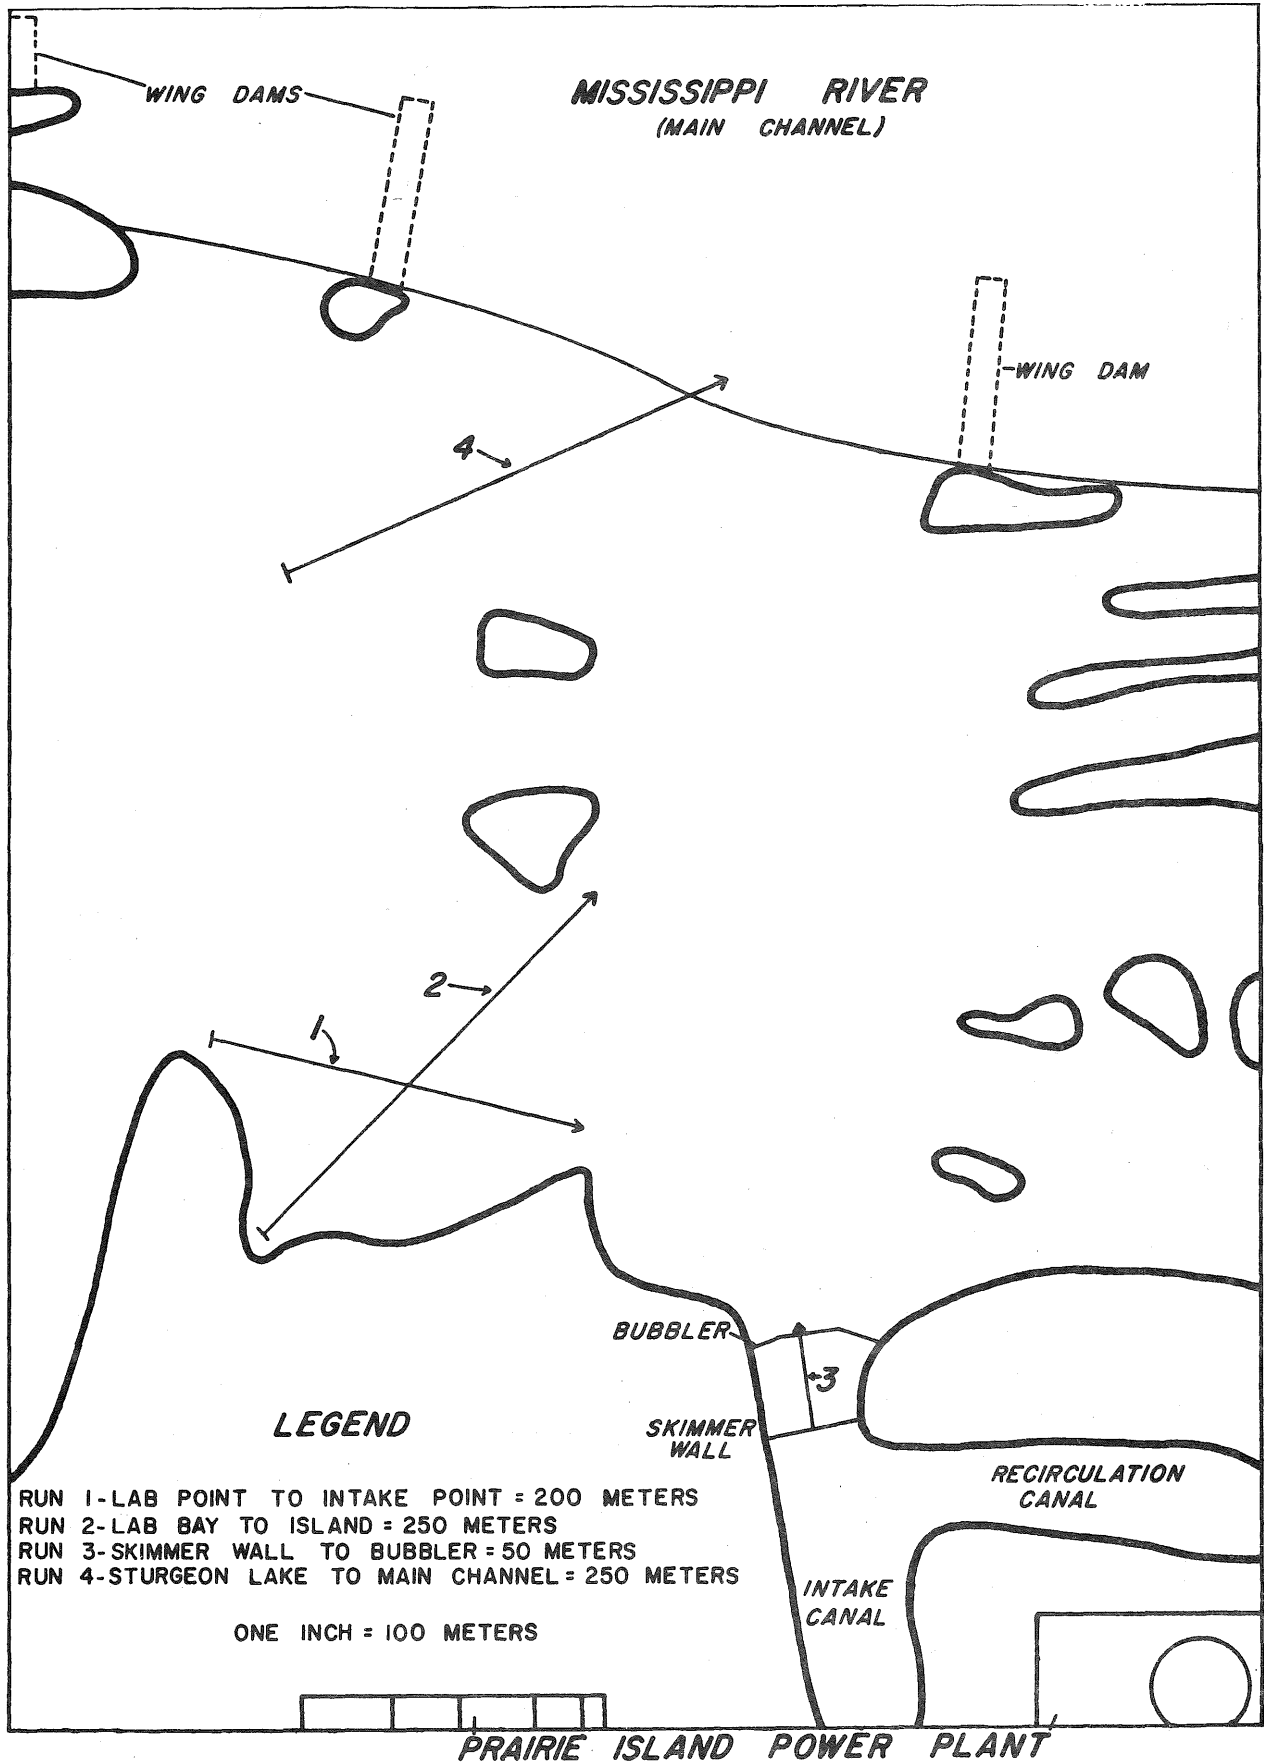 WING DAMS
MISSISSIPPI RIVER
(MAIN CHANNEL)
WING DAM
4
2
1
BUBBLER
3
SKIMMER
WALL
LEGEND
RECIRCULATION
CANAL
RUN 1-LAB POINT TO INTAKE POINT = 200 METERS
RUN 2-LAB BAY TO ISLAND = 250 METERS
RUN 3-SKIMMER WALL TO BUBBLER = 50 METERS
RUN 4-STURGEON LAKE TO MAIN CHANNEL = 250 METERS
INTAKE
CANAL
ONE INCH = 100 METERS
PRAIRIE ISLAND POWER PLANT